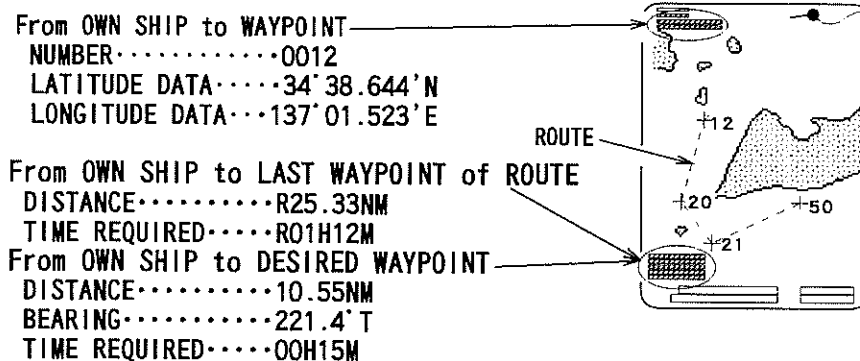 From OWN SHIP to WAYPOINT
NUMBER·············0012
LATITUDE DATA·····34°38.644'N
LONGITUDE DATA···137°01.523'E
12
ROUTE
From OWN SHIP to LAST WAYPOINT of ROUTE
DISTANCE··········R25.33NM
20
50
TIME REQUIRED·····R01H12M
21
From OWN SHIP to DESIRED WAYPOINT
DISTANCE··········10.55NM
BEARING···········221.4°T
TIME REQUIRED·····00H15M